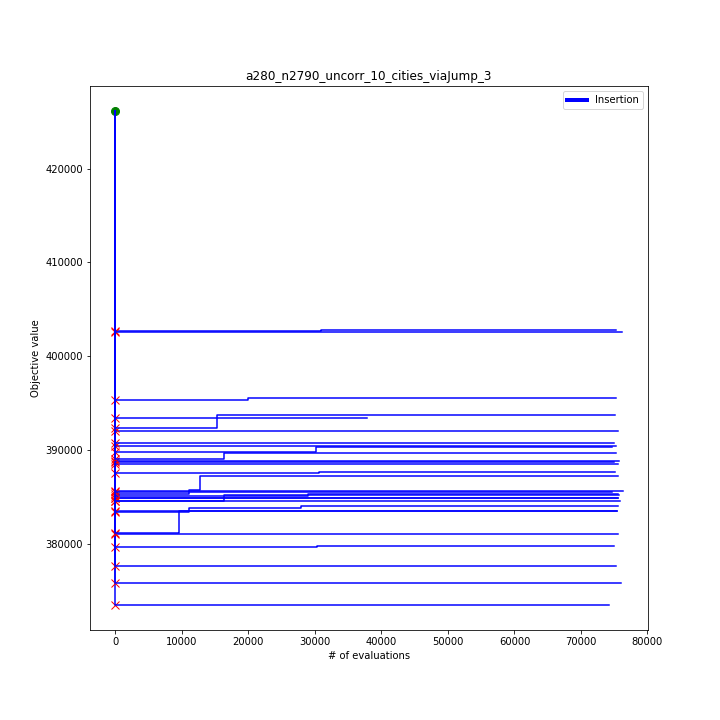 a280_n2790_uncorr_10_cities_viaJump_3
Insertion
420000
410000
400000
390000
380000
Objective value
0 10000 20000 30000 40000 50000 60000 70000 80000
# of evaluations